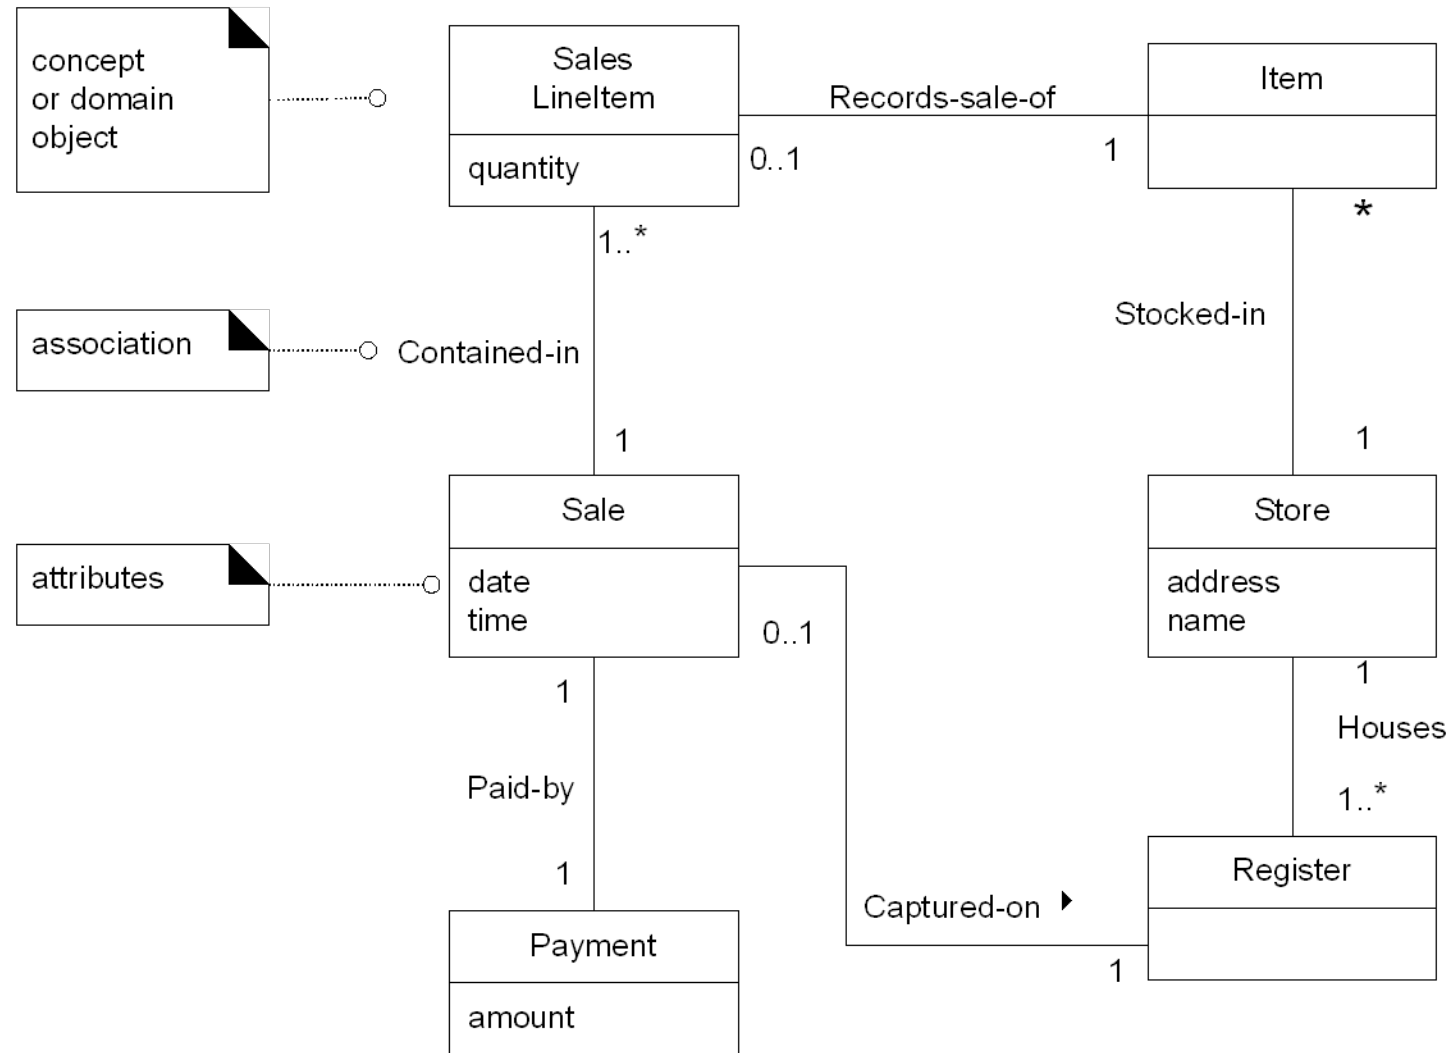 concept
or domain
object
Sales
LineItem
quantity
Records-sale-of
0..1
1
Item
*
1..*
Stocked-in
association
Contained-in
1
1
Sale
date
time
Store
address
name
attributes
0..1
1
1
Houses
Paid-by
1..*
1
Register
Captured-on
1
Payment
amount